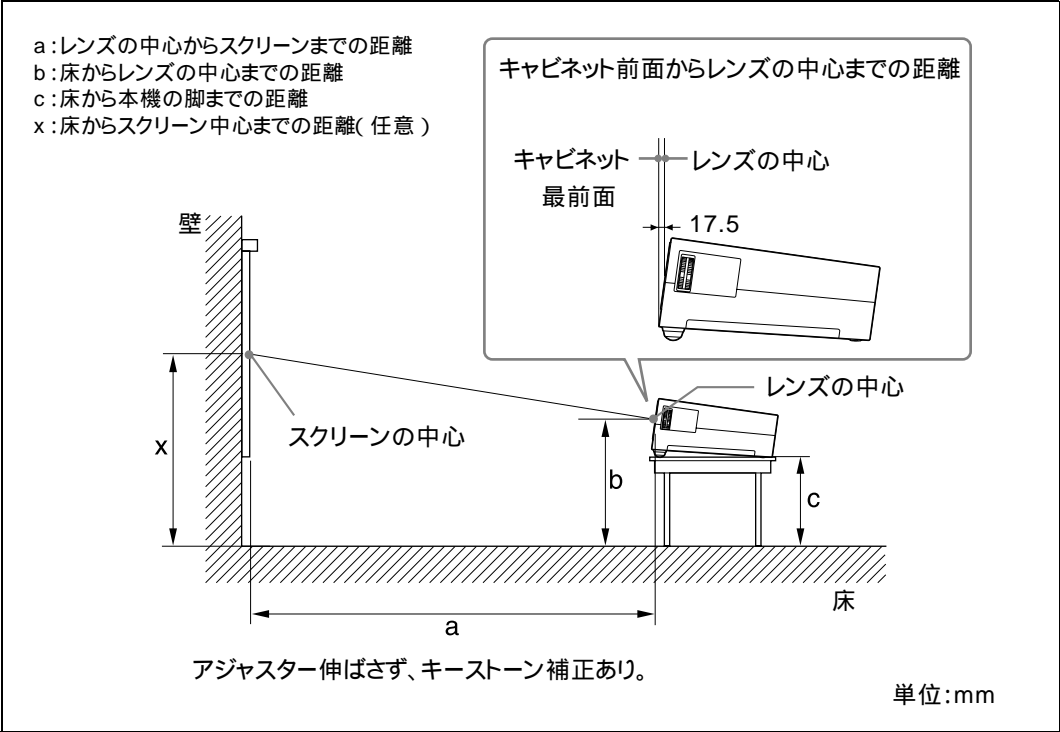 a:レンズの中心からスクリーンまでの距離
b:床からレンズの中心までの距離
c:床から本機の脚までの距離
x:床からスクリーン中心までの距離(任意)
キャビネット前面からレンズの中心までの距離
キャビネット
最前面
レンズの中心
17.5
壁
レンズの中心
スクリーンの中心
x
b
c
床
a
アジャスター伸ばさず、キーストーン補正あり。
単位:mm